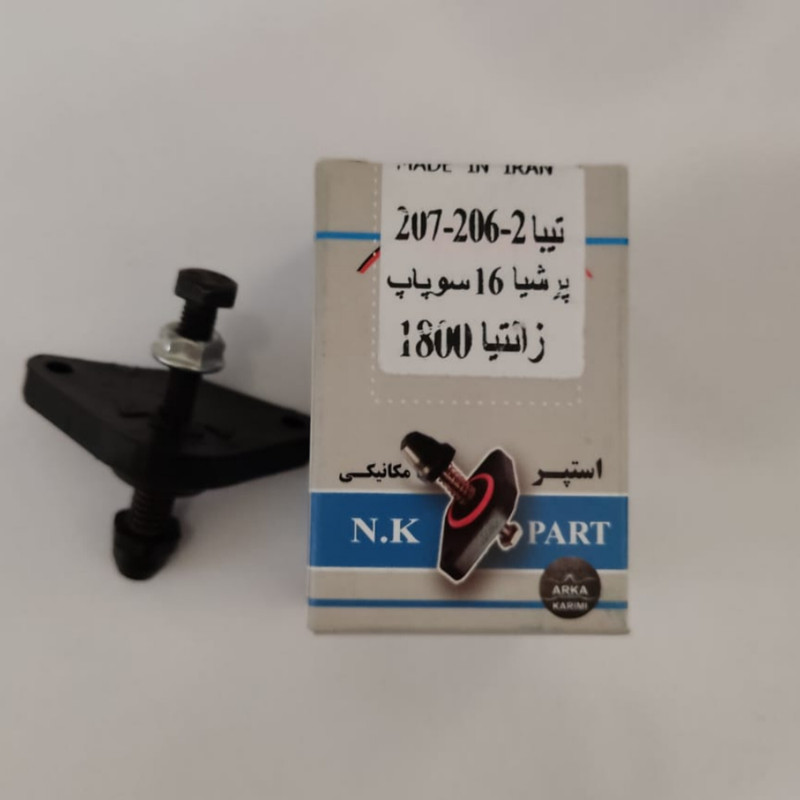 MADE IN IRAN
تیبا 2-206-207
پرشیا 16 سوپاپ
زانتیا 1800
استپر مکانیکی
N.K PART
ARKA
KARIMI